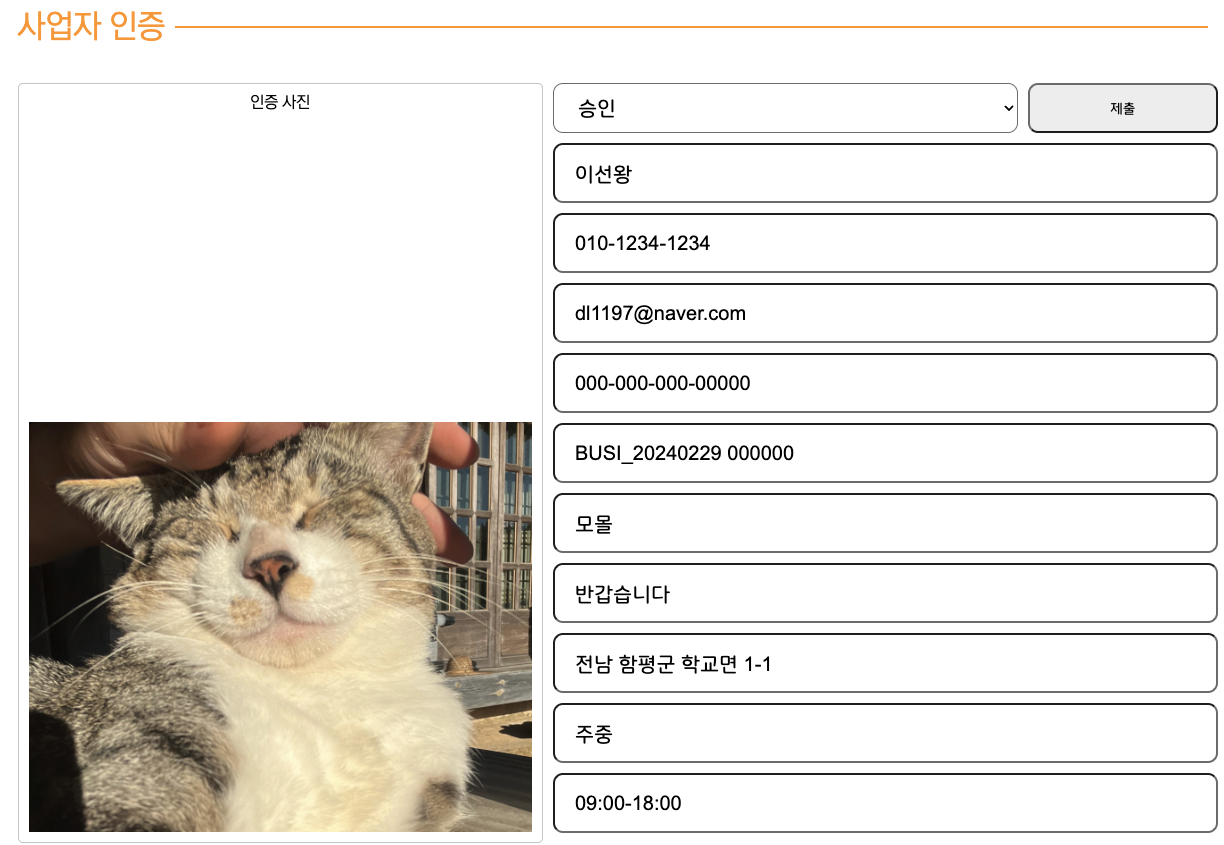 사업자 인증
인증 사진
승인
제출
이선왕
010-1234-1234
dl1197@naver.com
000-000-000-00000
BUSI_20240229 000000
모몰
반갑습니다
전남 함평군 학교면 1-1
주중
09:00-18:00